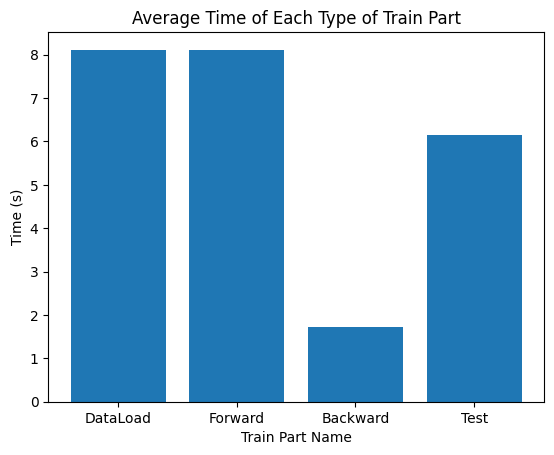 Average Time of Each Type of Train Part
Time (s)
8
7
6
5
4
3
2
1
0
DataLoad Forward Backward Test
Train Part Name